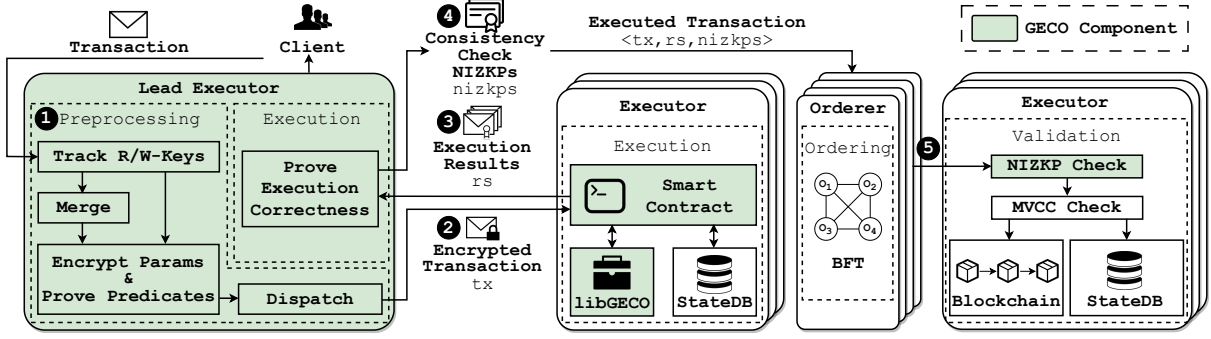 Transaction
Client
Lead Executor
1
Preprocessing
Track R/W-Keys
Merge
Encrypt Params
&
Prove Predicates
Dispatch
Execution
Prove
Execution
Correctness
4
Consistency
Check
NIZKPs
nizkps
3
Execution
Results
rs
2
Encrypted
Transaction
tx
Executed Transaction
<tx,rs,nizkps>
Executor
Execution
>_
Smart
Contract
libGECO
StateDB
Orderer
Ordering
O1
O2
O3
O4
BFT
5
GECO Component
Executor
Validation
NIZKP Check
MVCC Check
Blockchain
StateDB